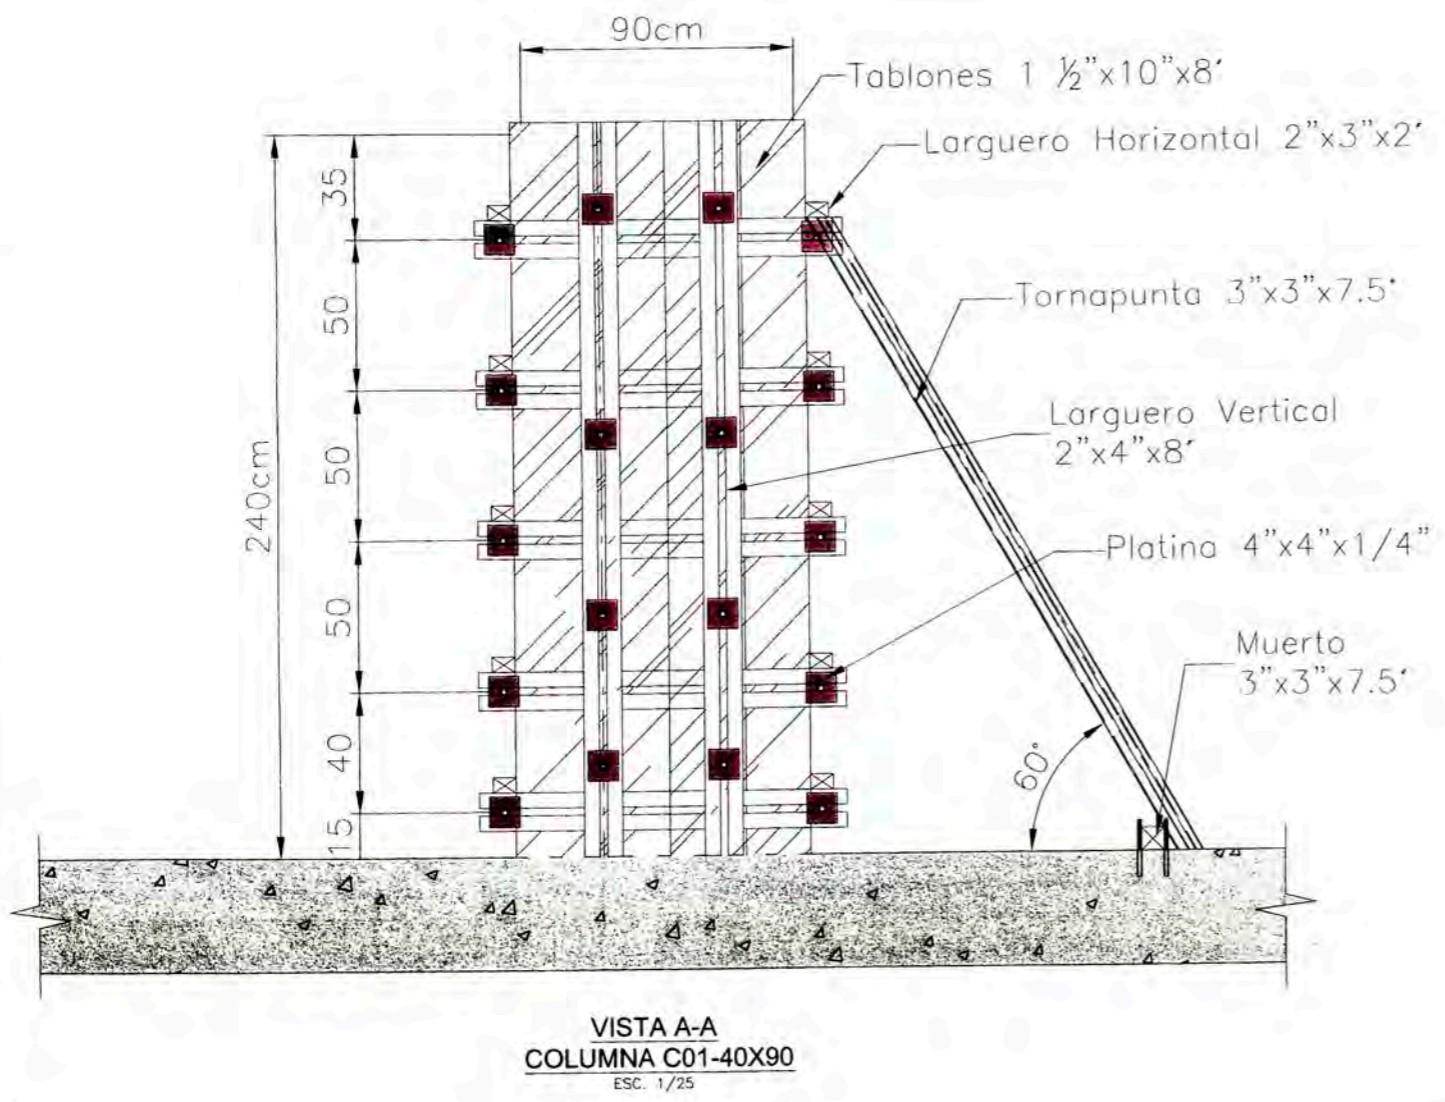 90cm
Tablones 1 ½"x10"x8'
Larguero Horizontal 2"x3"x2'
35
50
Tornapunta 3"x3"x7.5'
Larguero Vertical
2"x4"x8'
50
240cm
Platina 4"x4"x1/4"
50
Muerto
3"x3"x7.5'
40
60°
15
VISTA A-A
COLUMNA C01-40X90
ESC. 1/25